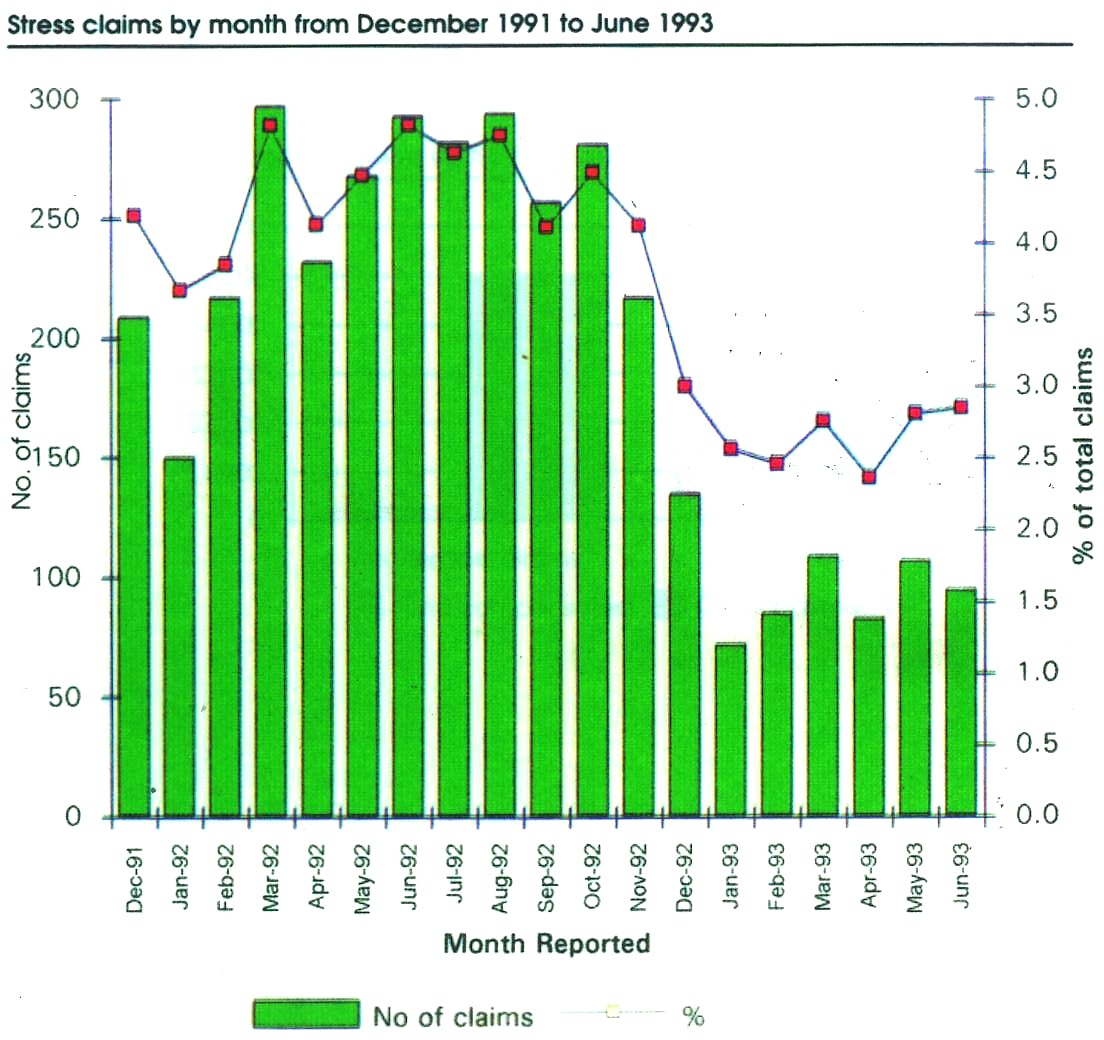 Stress claims by month from December 1991 to June 1993
300
250
200
150
100
50
0
No. of claims
5.0
4.5
4.0
3.5
3.0
2.5
2.0
1.5
1.0
0.5
0.0
% of total claims
Dec-91
Jan-92
Feb-92
Mar-92
Apr-92
May-92
Jun-92
Jul-92
Aug-92
Sep-92
Oct-92
Nov-92
Dec-92
Jan-93
Feb-93
Mar-93
Apr-93
May-93
Jun-93
Month Reported
No of claims
%